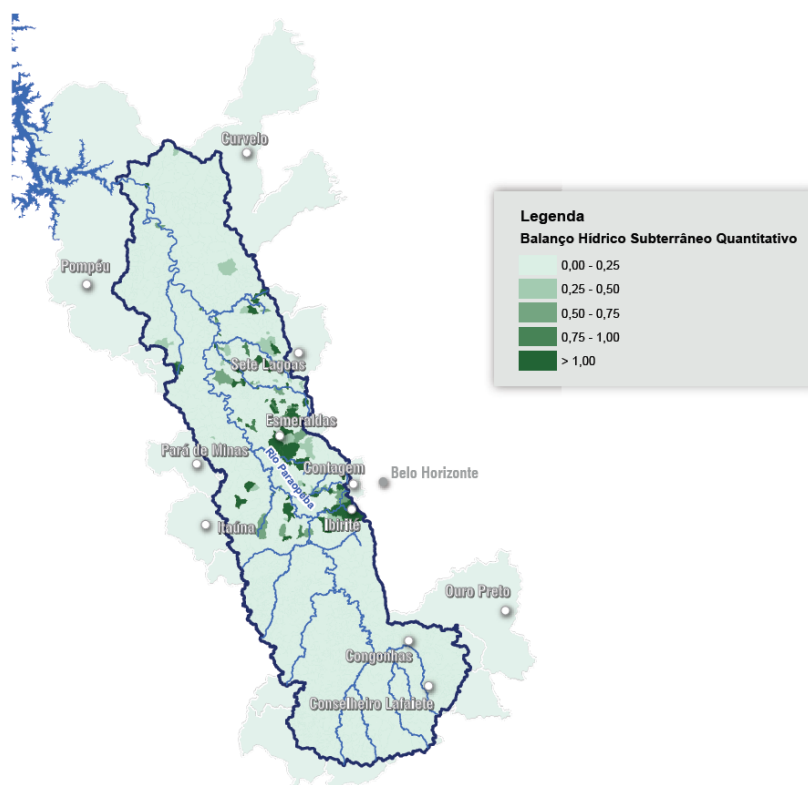 Curvelo
Pompéu
Legenda
Balanço Hídrico Subterrâneo Quantitativo
0,00 - 0,25
0,25 - 0,50
0,50 - 0,75
0,75 - 1,00
> 1,00
Sete Lagoas
Esmeraldas
Pará de Minas
Rio Paraopëba
Contagem
Belo Horizonte
Itaúna
Ibirité
Ouro Preto
Congonhas
Conselheiro Lafaiete